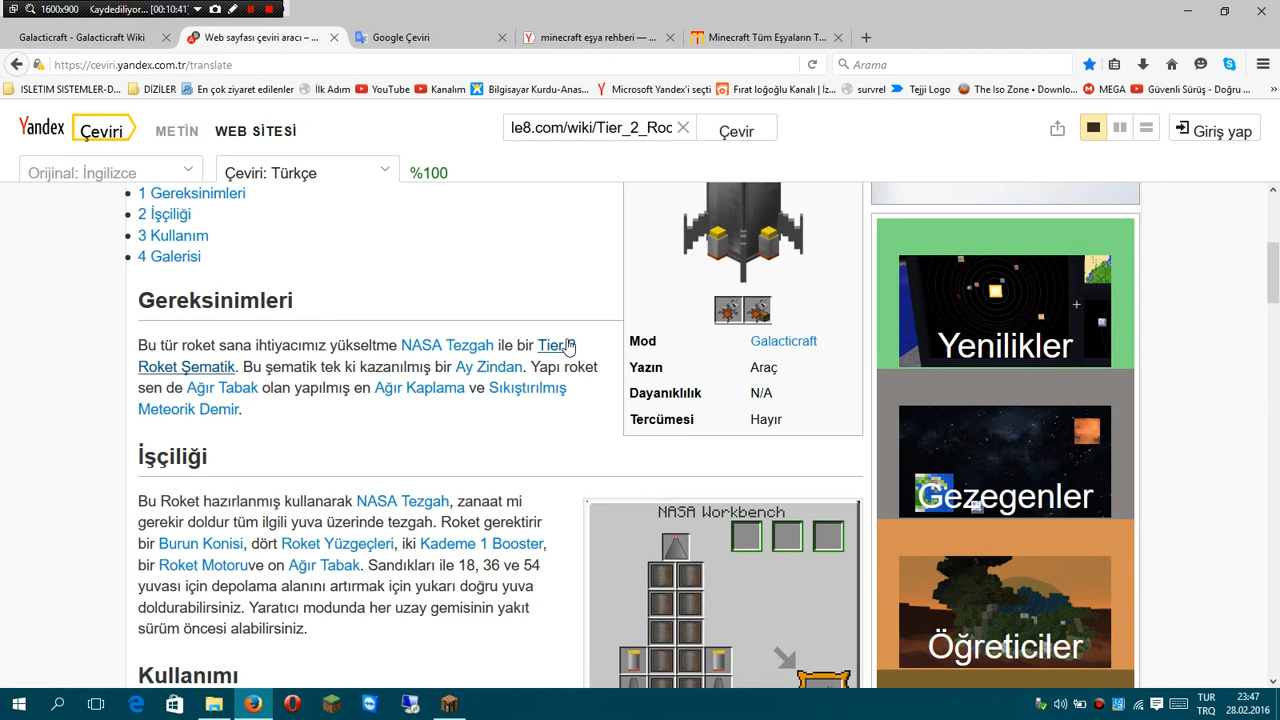 1600x900 Kaydediliyor... [00:10:41]
Galacticraft - Galacticraft Wiki
Web sayfası çeviri aracı – ...
Google Çeviri
minecraft eşya rehberi — ...
Minecraft Tüm Eşyaların T...
https://ceviri.yandex.com.tr/translate
Arama
ISLETIM SISTEMLER-D...
DİZİLER
En çok ziyaret edilenler
İlk Adım
YouTube
Kanalım
Bilgisayar Kurdu-Anas...
Microsoft Yandex'i seçti
Fırat loğoğlu Kanalı | İz...
survrel
Tejji Logo
The Iso Zone • Downlo...
MEGA
Güvenli Sürüş - Doğru ...
Yandex Çeviri METİN WEB SİTESİ
le8.com/wiki/Tier_2_Roc
Çevir
Giriş yap
Orijinal: İngilizce
Çeviri: Türkçe
%100
1 Gereksinimleri
2 İşçiliği
3 Kullanım
4 Galerisi
Gereksinimleri
Bu tür roket sana ihtiyacımız yükseltme NASA Tezgah ile bir Tier
Roket Şematik. Bu şematik tek ki kazanılmış bir Ay Zindan. Yapı roket
sen de Ağır Tabak olan yapılmış en Ağır Kaplama ve Sıkıştırılmış
Meteorik Demir.
Mod Galacticraft
Yazın Araç
Dayanıklılık N/A
Tercümesi Hayır
İşçiliği
Bu Roket hazırlanmış kullanarak NASA Tezgah, zanaat mi
gerekir doldur tüm ilgili yuva üzerinde tezgah. Roket gerektirir
bir Burun Konisi, dört Roket Yüzgeçleri, iki Kademe 1 Booster,
bir Roket Motoruve on Ağır Tabak. Sandıkları ile 18, 36 ve 54
yuvası için depolama alanını artırmak için yukarı doğru yuva
doldurabilirsiniz. Yaratıcı modunda her uzay gemisinin yakıt
sürüm öncesi alabilirsiniz.
NASA Workbench
Kullanımı
Yenilikler
Gezegenler
Öğreticiler
TUR
TRQ
23:47
28.02.2016